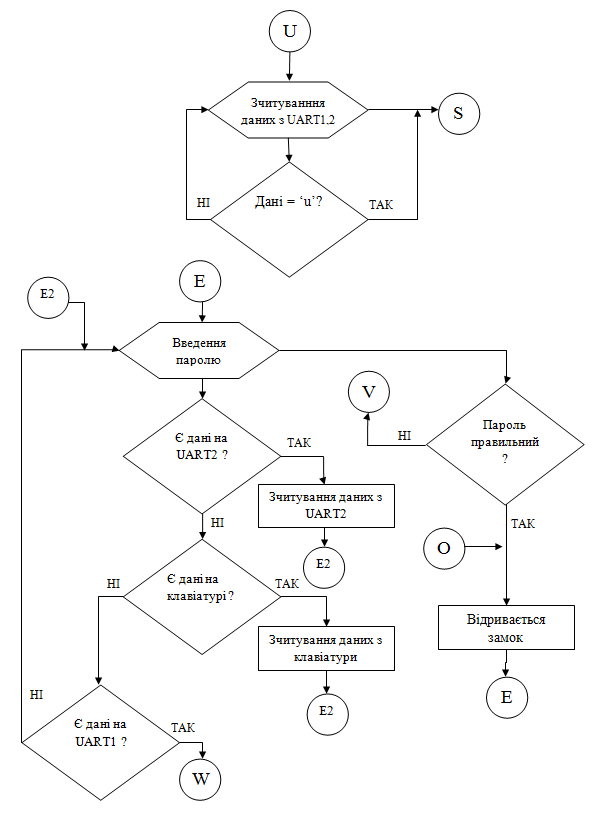 U
Зчитуванння
даних з UART1,2
S
Дані = ‘u’?
НІ
ТАК
E
E2
Введення
паролю
V
Пароль
правильний
?
НІ
ТАК
Є дані на
UART2 ?
ТАК
Зчитування даних з
UART2
НІ
E2
O
Є дані на
клавіатурі ?
НІ
ТАК
Відривається
замок
Зчитування даних з
клавіатури
E
E2
НІ
Є дані на
UART1 ?
ТАК
W